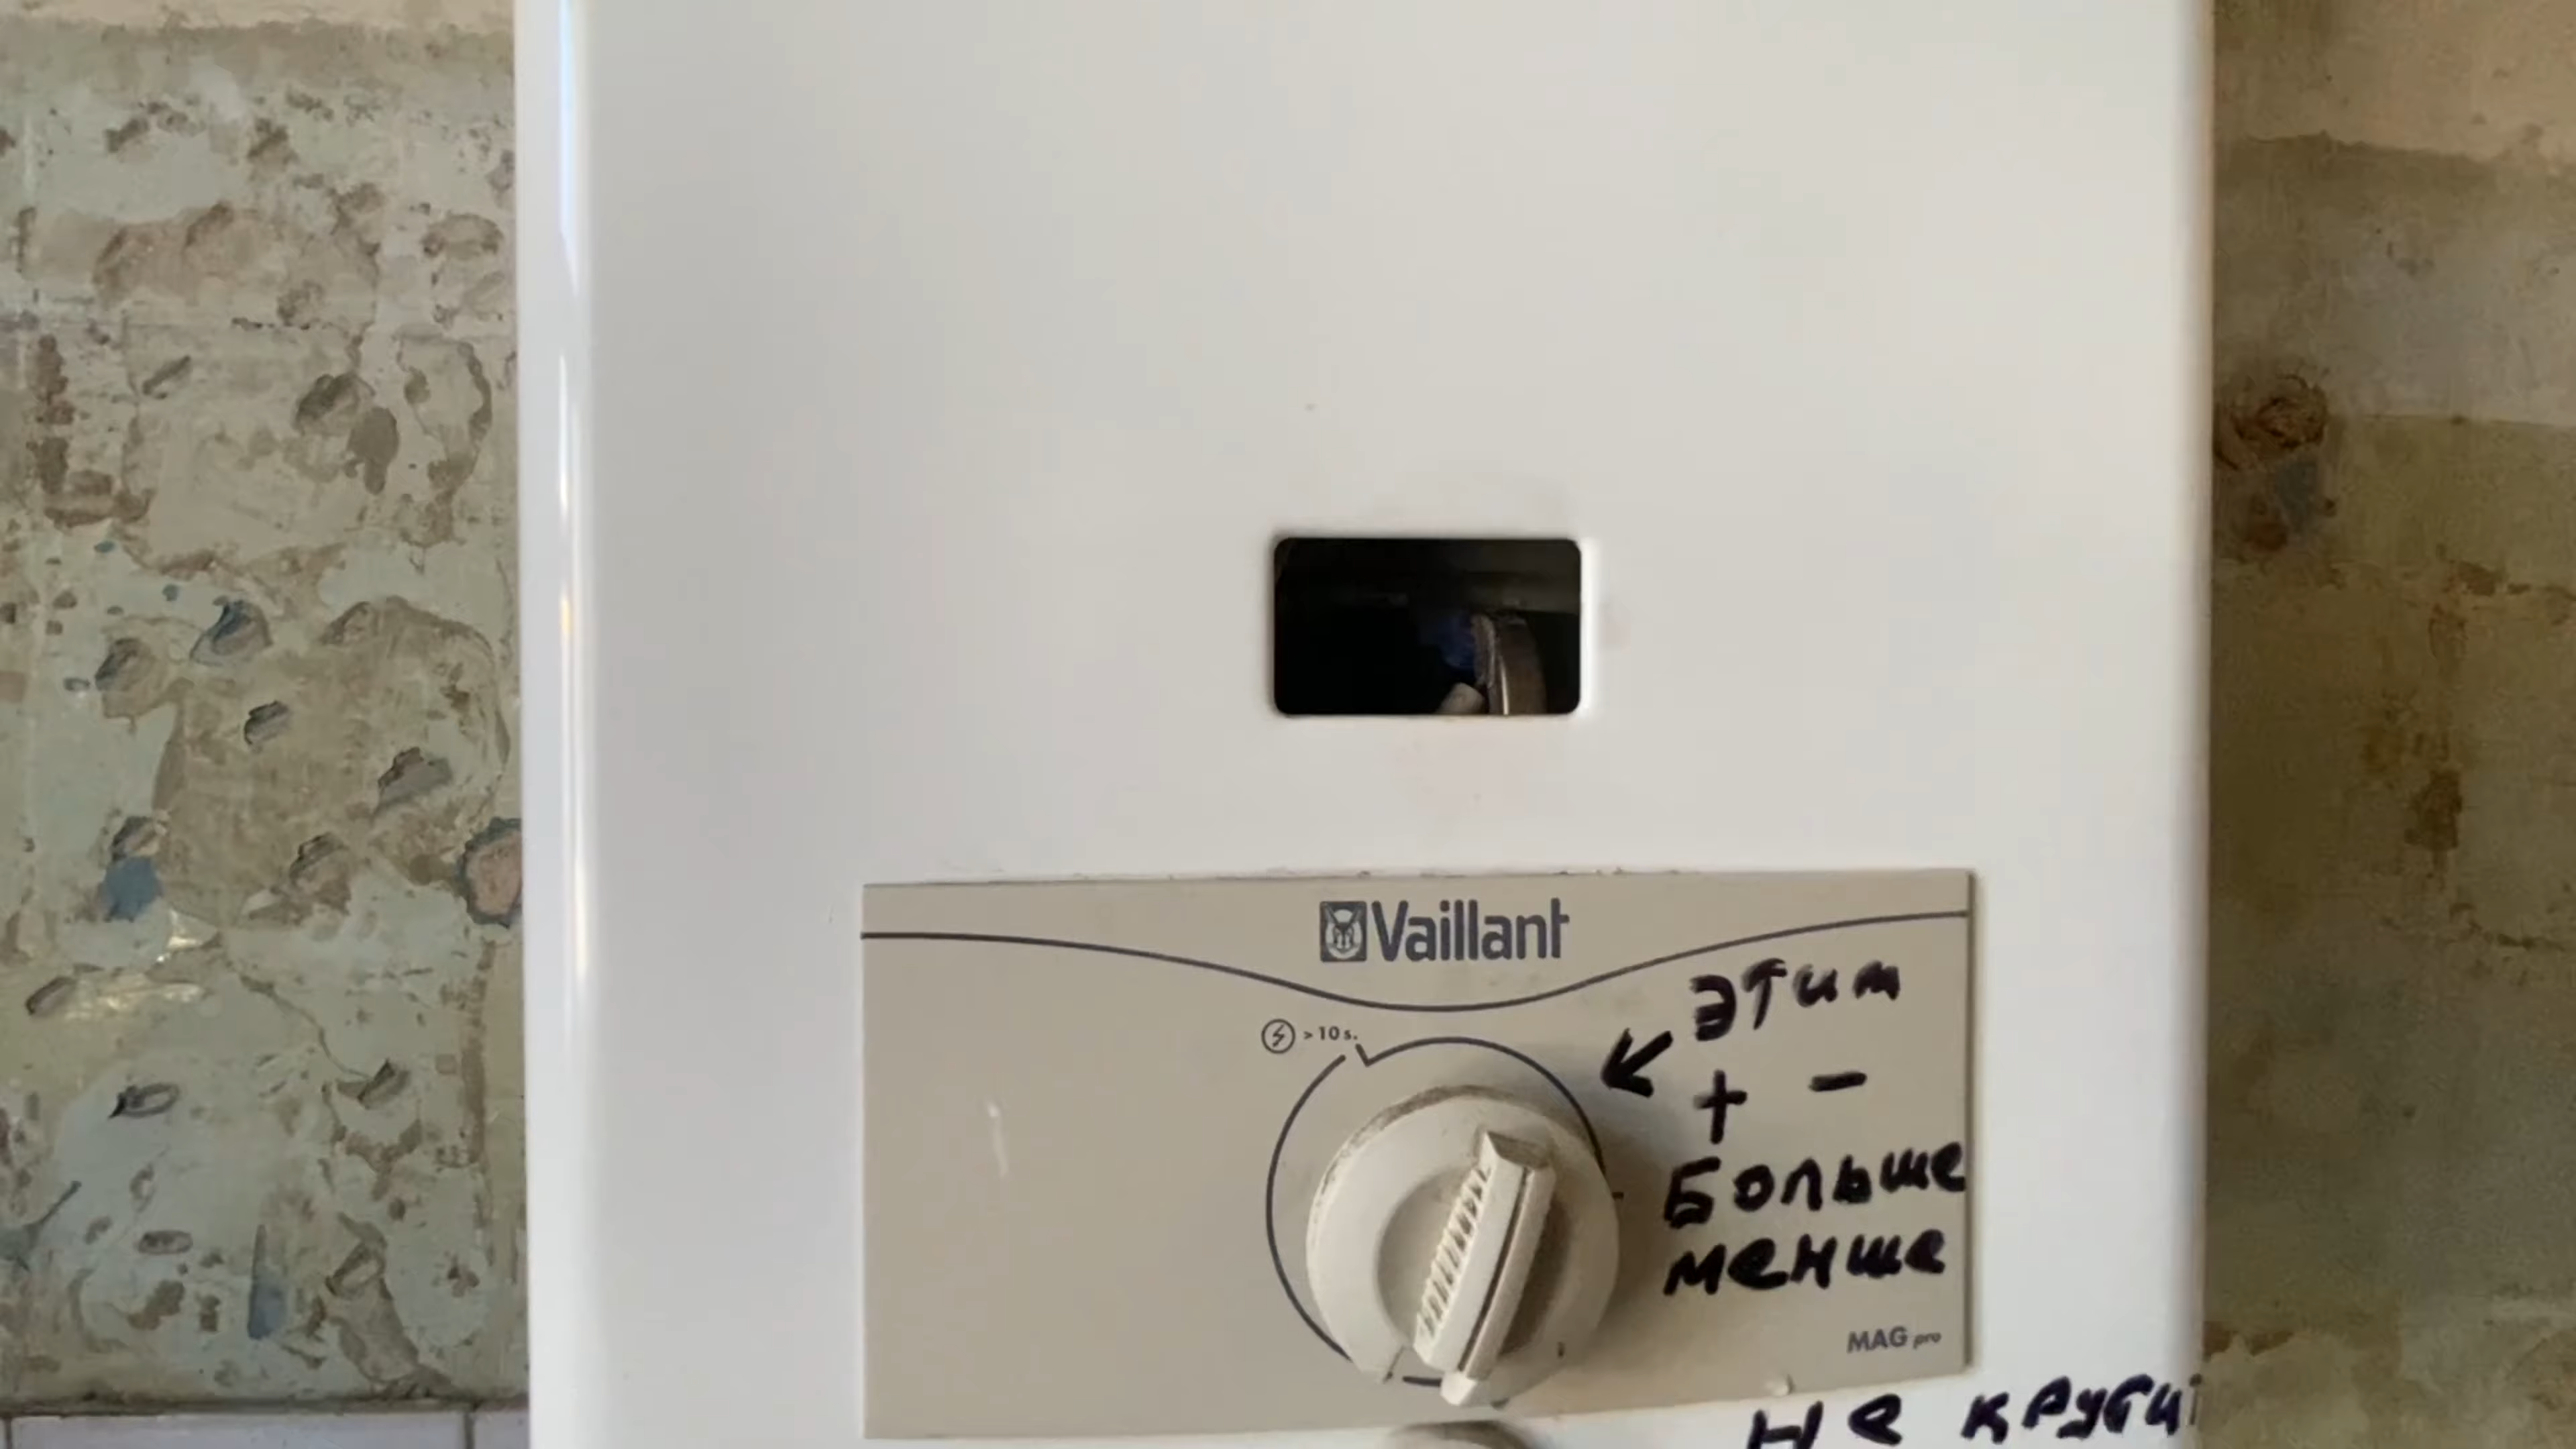 Vaillant
> 10 s.
этим
+ -
Больше
менше
MAG pro
не крути